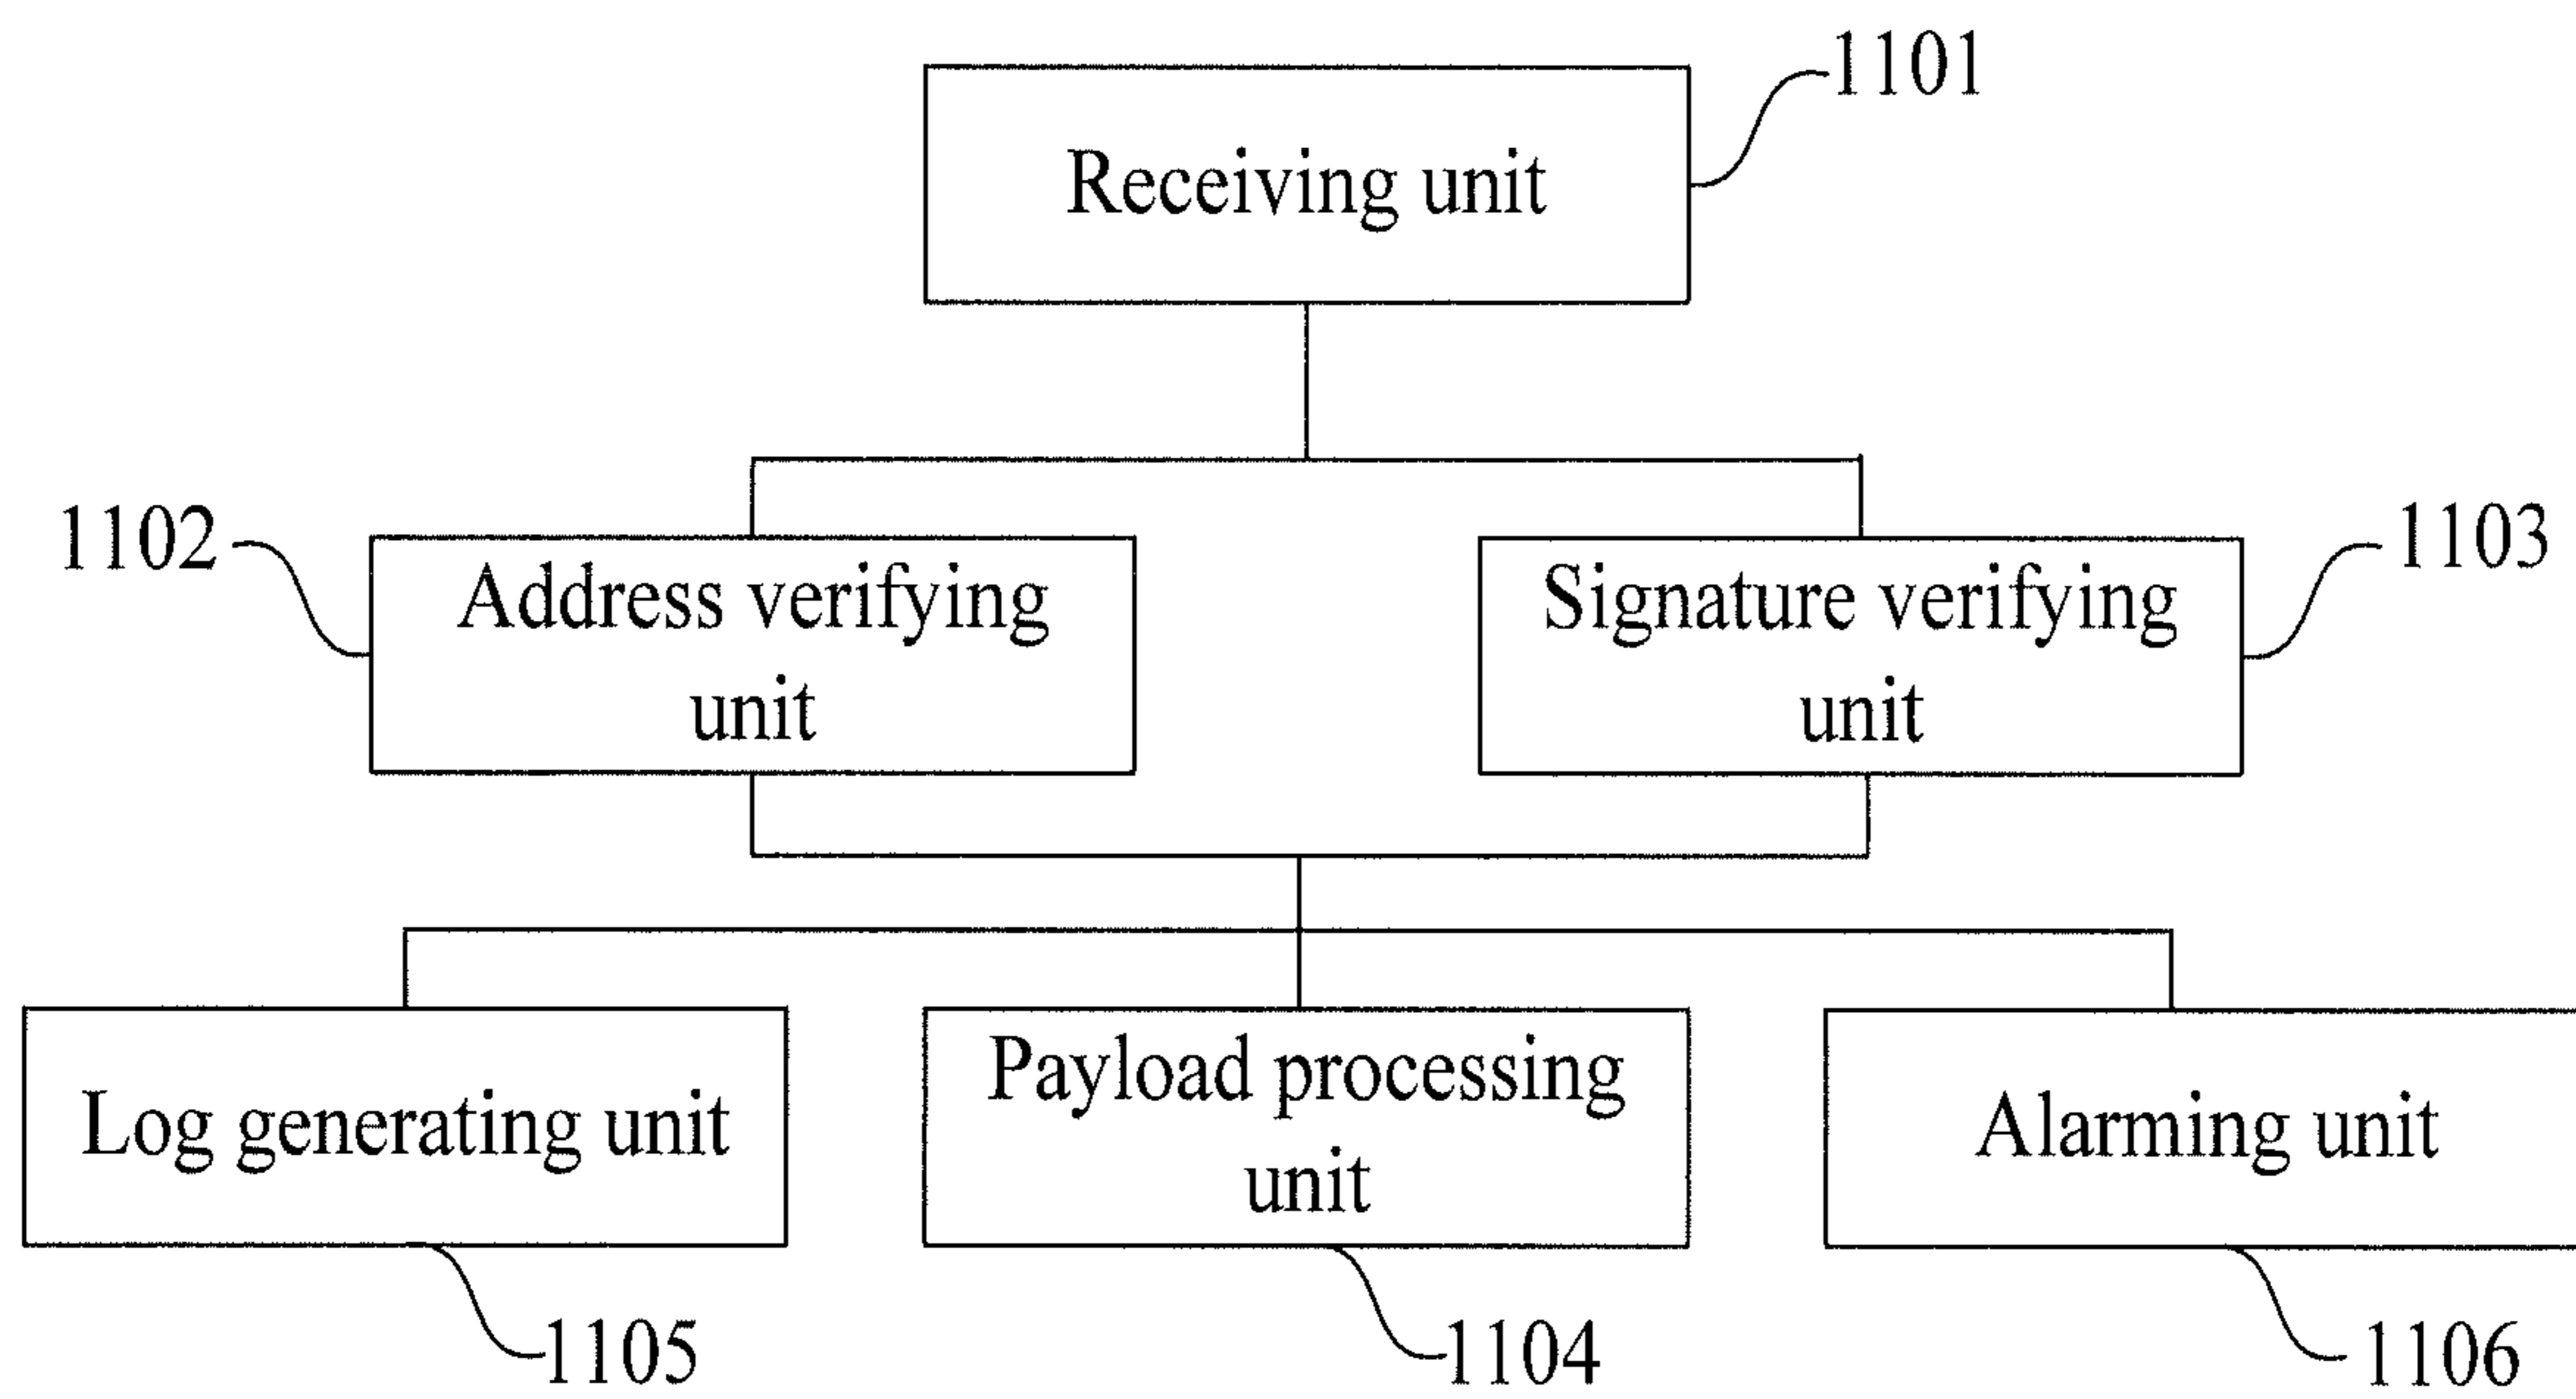 1101
Receiving unit
1102
Address verifying
unit
Signature verifying
unit
1103
Log generating unit
Payload processing
unit
Alarming unit
1105
1104
1106